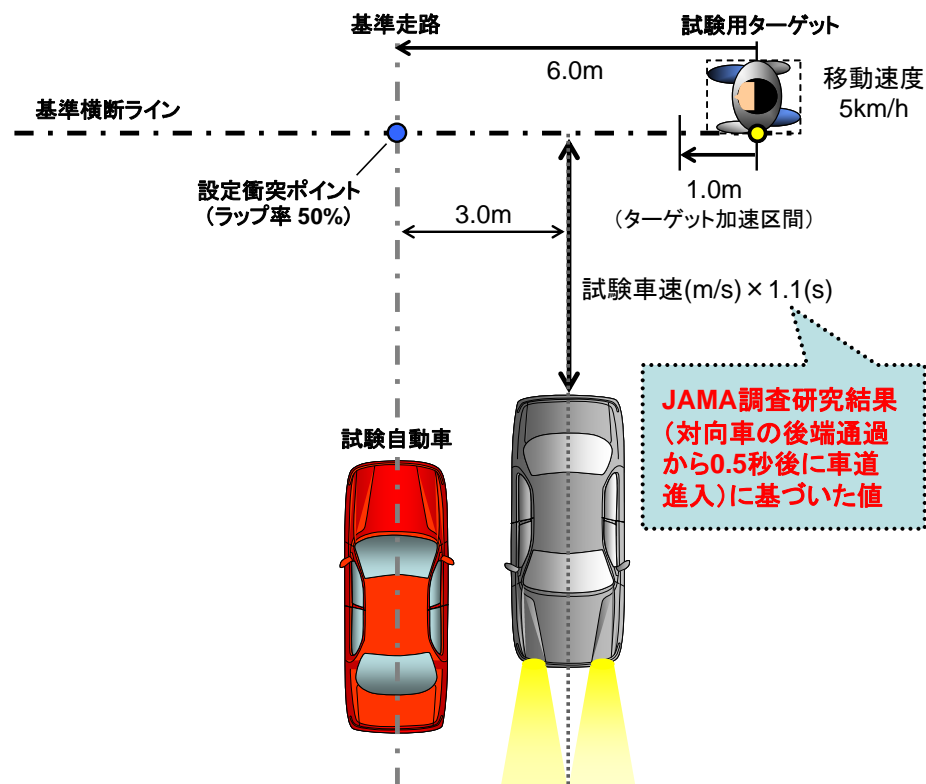 基準走路
試験用ターゲット
6.0m
移動速度
5km/h
基準横断ライン
設定衝突ポイント
（ラップ率 50%）
3.0m
1.0m
（ターゲット加速区間）
試験車速(m/s)×1.1(s)
JAMA調査研究結果
（対向車の後端通過
から0.5秒後に車道
進入）に基づいた値
試験自動車